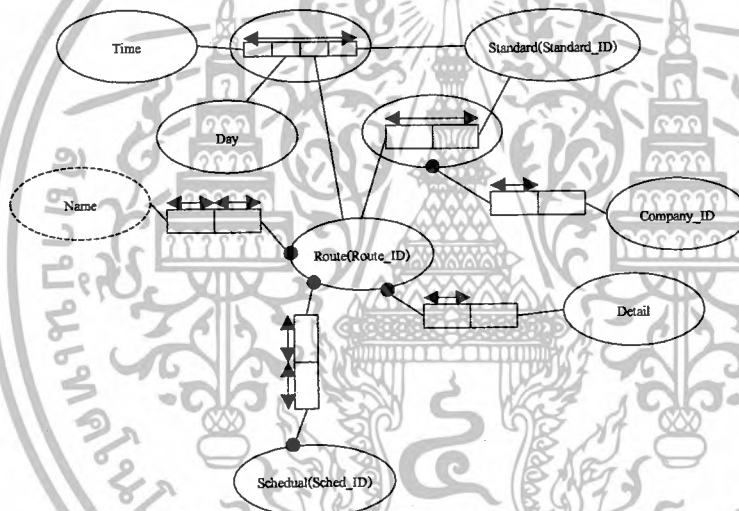 Time
Standard(Standard_ID)
Day
Name
Company_ID
Route(Route_ID)
Detail
Schedual(Sched_ID)